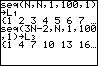 seq(N,N,1,100,1)
→L₁
{1 2 3 4 5 6 7 …
seq(3N-2,N,1,100
,1)→L₃
{1 4 7 10 13 16…